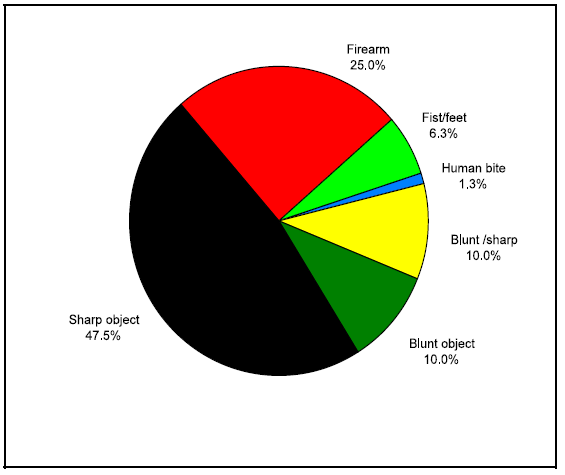 Firearm
25.0%
Fist/feet
6.3%
Human bite
1.3%
Blunt /sharp
10.0%
Blunt object
10.0%
Sharp object
47.5%